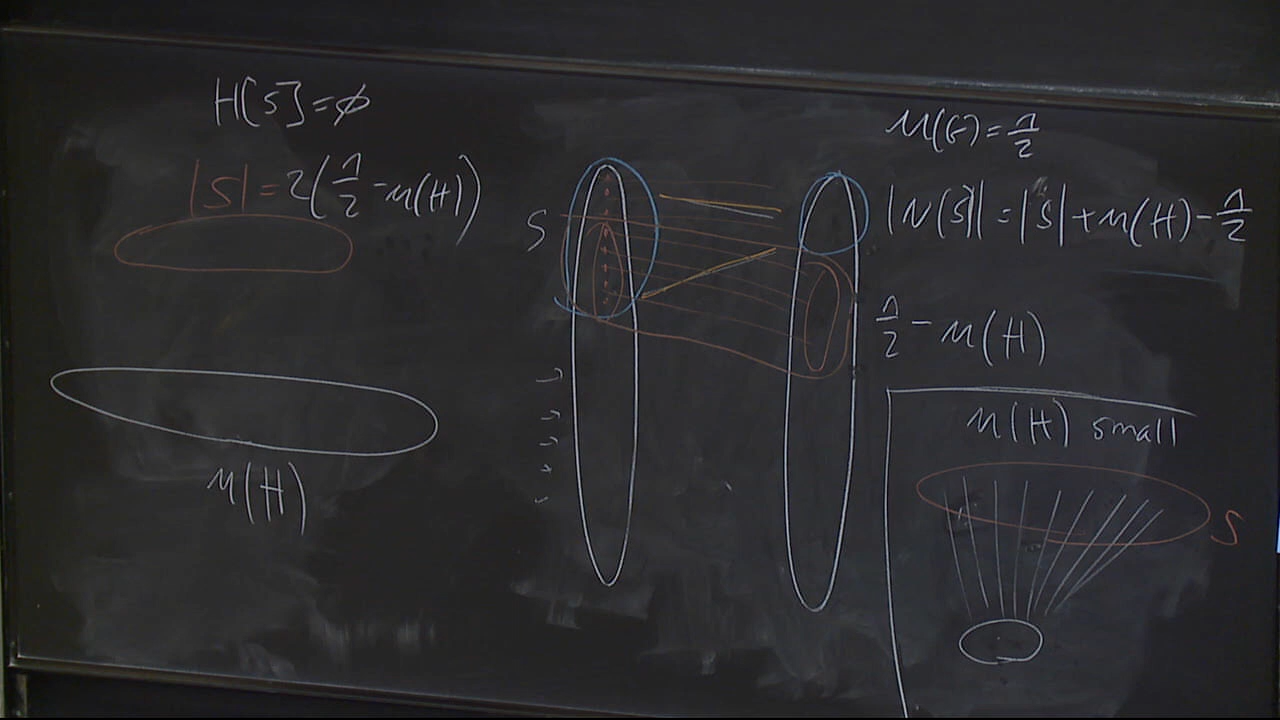 H[S]=∅
|S|=2(n/2-μ(H))
μ(H)
S
μ(G)=n/2
|N(S)|=|S|+μ(H)-n/2
n/2-μ(H)
μ(H) small
S